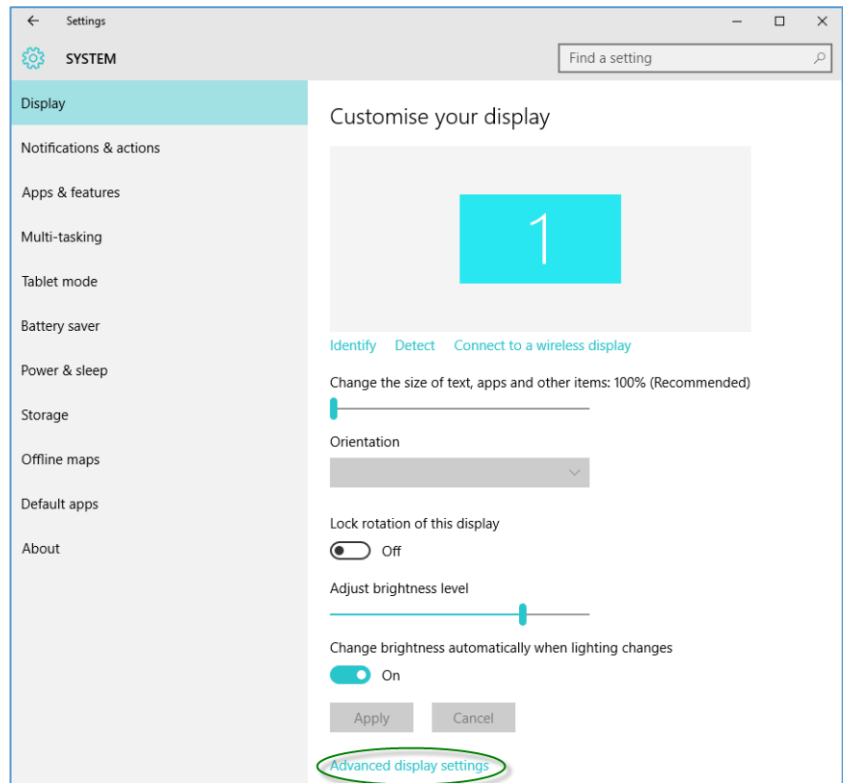 Settings
SYSTEM
Find a setting
Display
Notifications & actions
Apps & features
Multi-tasking
Tablet mode
Battery saver
Power & sleep
Storage
Offline maps
Default apps
About
Customise your display
1
Identify Detect Connect to a wireless display
Change the size of text, apps and other items: 100% (Recommended)
Orientation
Lock rotation of this display
Off
Adjust brightness level
Change brightness automatically when lighting changes
On
Apply Cancel
Advanced display settings